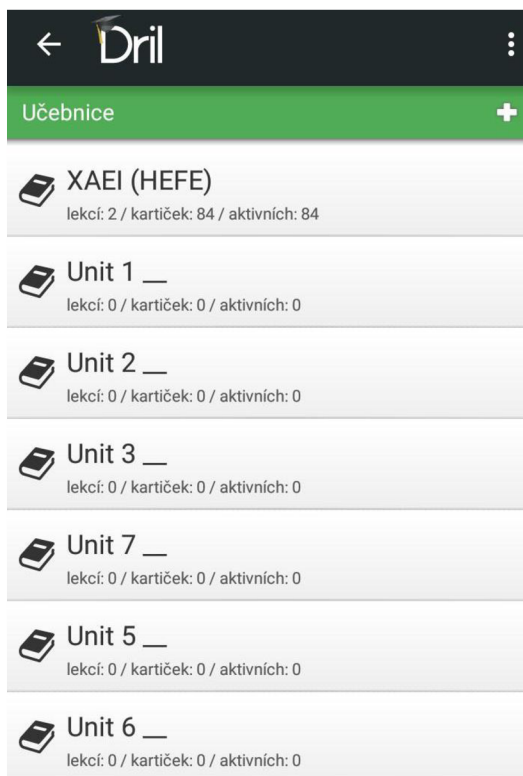 Dril
Učebnice
XAEI (HEFE)
lekcí: 2 / kartiček: 84 / aktivních: 84
Unit 1 __
lekcí: 0 / kartiček: 0 / aktivních: 0
Unit 2 __
lekcí: 0 / kartiček: 0 / aktivních: 0
Unit 3 __
lekcí: 0 / kartiček: 0 / aktivních: 0
Unit 7 __
lekcí: 0 / kartiček: 0 / aktivních: 0
Unit 5 __
lekcí: 0 / kartiček: 0 / aktivních: 0
Unit 6 __
lekcí: 0 / kartiček: 0 / aktivních: 0